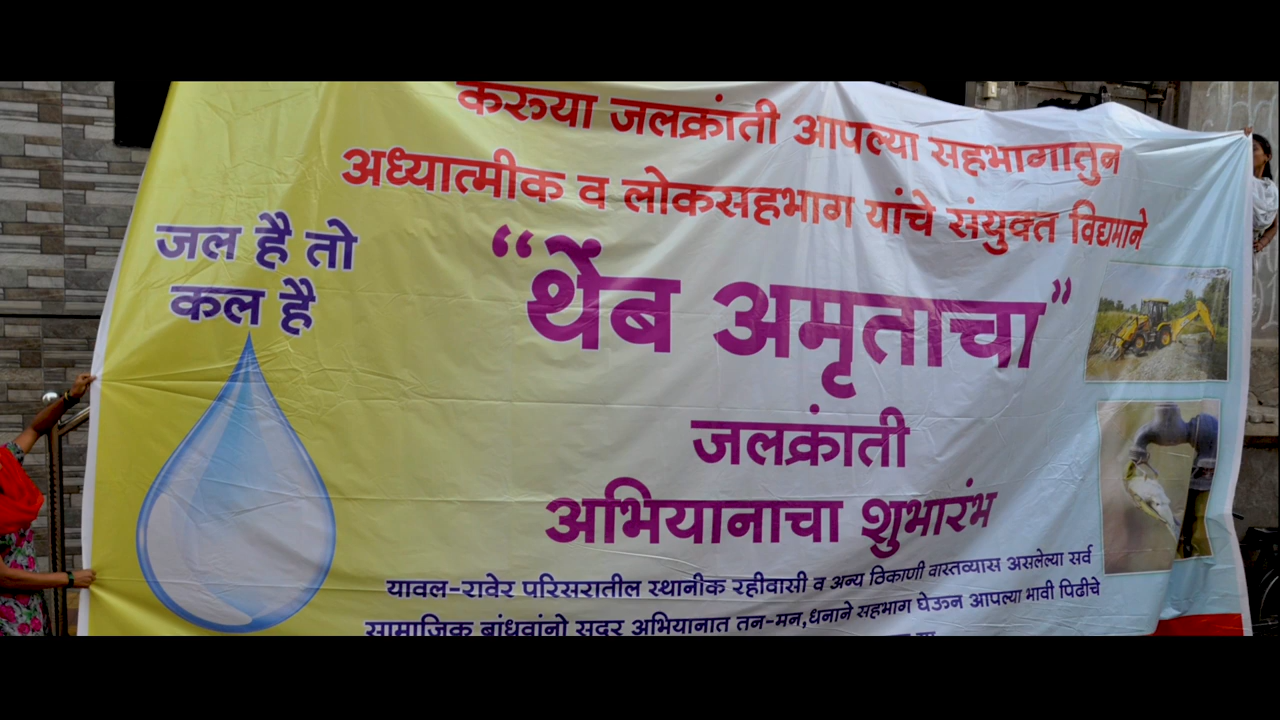 करुया जलक्रांती आपल्या सहभागातुन
अध्यात्मीक व लोकसहभाग यांचे संयुक्त विद्यमाने
जल है तो
कल है
“थेंब अमृताचा”
जलक्रांती
अभियानाचा शुभारंभ
यावल-रावेर परिसरातील स्थानीक रहीवासी व अन्य ठिकाणी वास्तव्यास असलेल्या सर्व
सामाजिक बांधवांनो सदर अभियानात तन-मन,धनाने सहभाग घेऊन आपल्या भावी पिढीचे